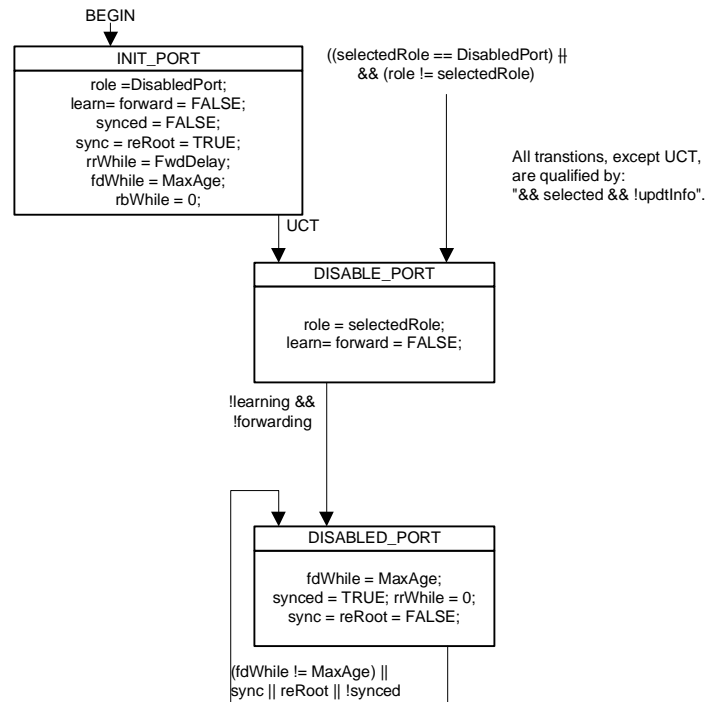 BEGIN
INIT_PORT
role =DisabledPort;
learn= forward = FALSE;
synced = FALSE;
sync = reRoot = TRUE;
rrWhile = FwdDelay;
fdWhile = MaxAge;
rbWhile = 0;
((selectedRole == DisabledPort) ||
&& (role != selectedRole)
All transtions, except UCT,
are qualified by:
"&& selected && !updtInfo".
UCT
DISABLE_PORT
role = selectedRole;
learn= forward = FALSE;
!learning &&
!forwarding
DISABLED_PORT
fdWhile = MaxAge;
synced = TRUE; rrWhile = 0;
sync = reRoot = FALSE;
(fdWhile != MaxAge) ||
sync || reRoot || !synced